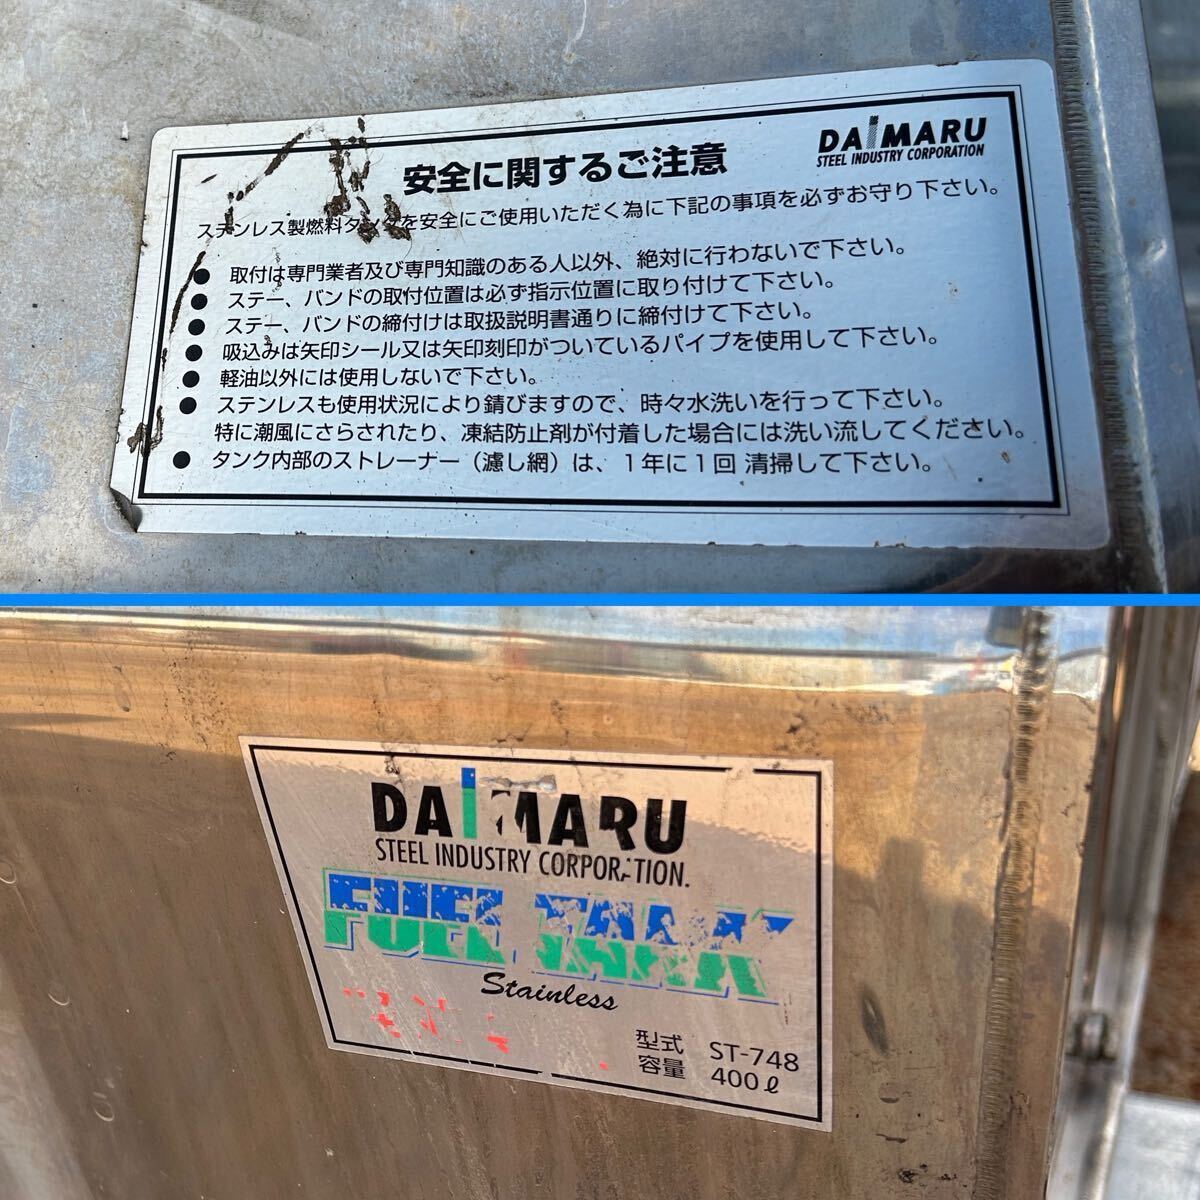 DAiMARU
STEEL INDUSTRY CORPORATION
安全に関するご注意
ステンレス製燃料タンクを安全にご使用いただく為に下記の事項を必ずお守り下さい。
● 取付は専門業者及び専門知識のある人以外、絶対に行わないで下さい。
● ステー、バンドの取付位置は必ず指示位置に取り付けて下さい。
● ステー、バンドの締付けは取扱説明書通りに締付けて下さい。
● 吸込みは矢印シール又は矢印刻印がついているパイプを使用して下さい。
● 軽油以外には使用しないで下さい。
● ステンレスも使用状況により錆びますので、時々水洗いを行って下さい。
特に潮風にさらされたり、凍結防止剤が付着した場合には洗い流してください。
● タンク内部のストレーナー（濾し網）は、1年に1回 清掃して下さい。
DAiMARU
STEEL INDUSTRY CORPORATION.
FUEL TANK
Stainless
型式 ST-748
容量 400ℓ